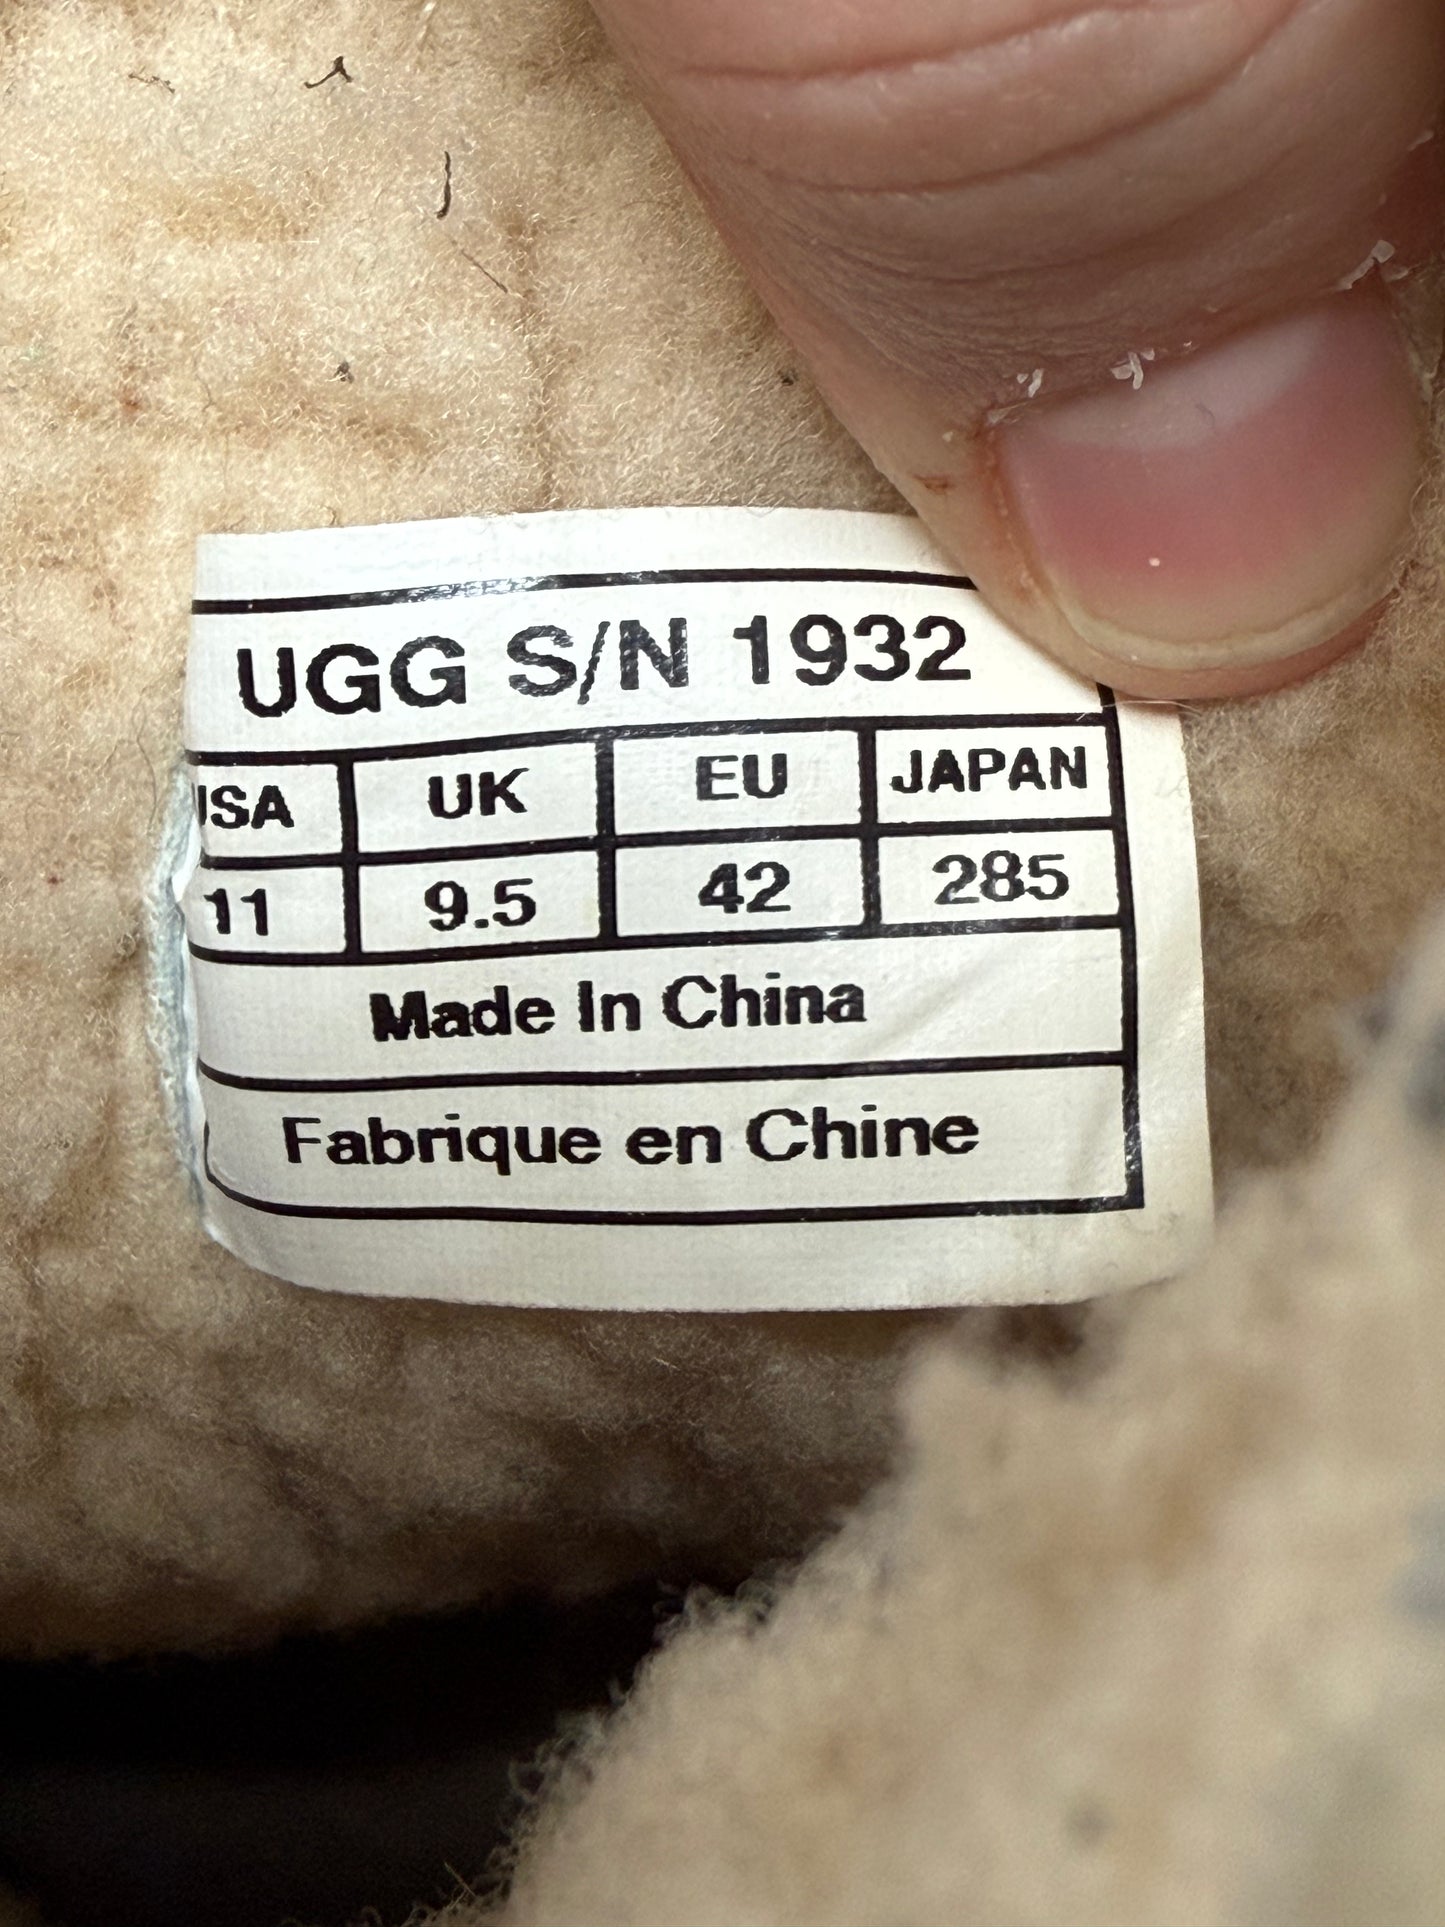 UGG S/N 1932
USA UK EU JAPAN
11 9.5 42 285
Made In China
Fabrique en Chine